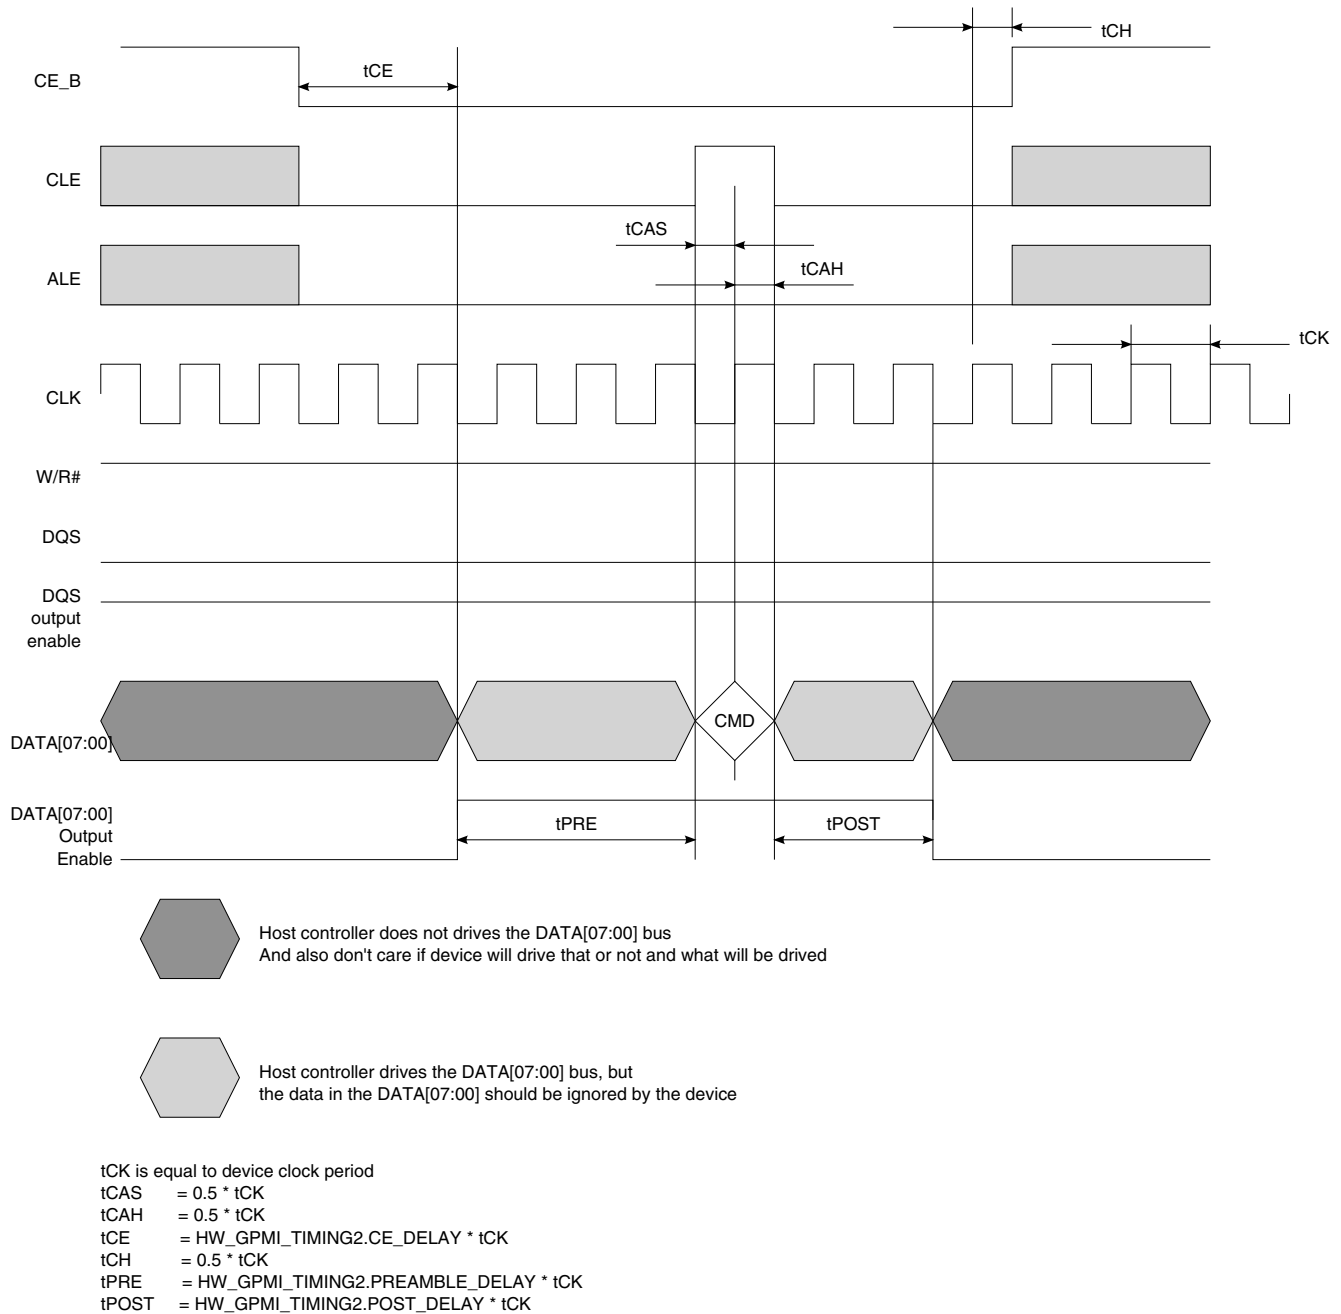 tCH
CE_B
tCE
CLE
tCAS
ALE
tCAH
tCK
CLK
W/R#
DQS
DQS
output
enable
CMD
DATA[07:00]
DATA[07:00]
Output
Enable
tPRE
tPOST
Host controller does not drives the DATA[07:00] bus
And also don't care if device will drive that or not and what will be drived
Host controller drives the DATA[07:00] bus, but
the data in the DATA[07:00] should be ignored by the device
tCK is equal to device clock period
tCAS = 0.5 * tCK
tCAH = 0.5 * tCK
tCE = HW_GPMI_TIMING2.CE_DELAY * tCK
tCH = 0.5 * tCK
tPRE = HW_GPMI_TIMING2.PREAMBLE_DELAY * tCK
tPOST = HW_GPMI_TIMING2.POST_DELAY * tCK